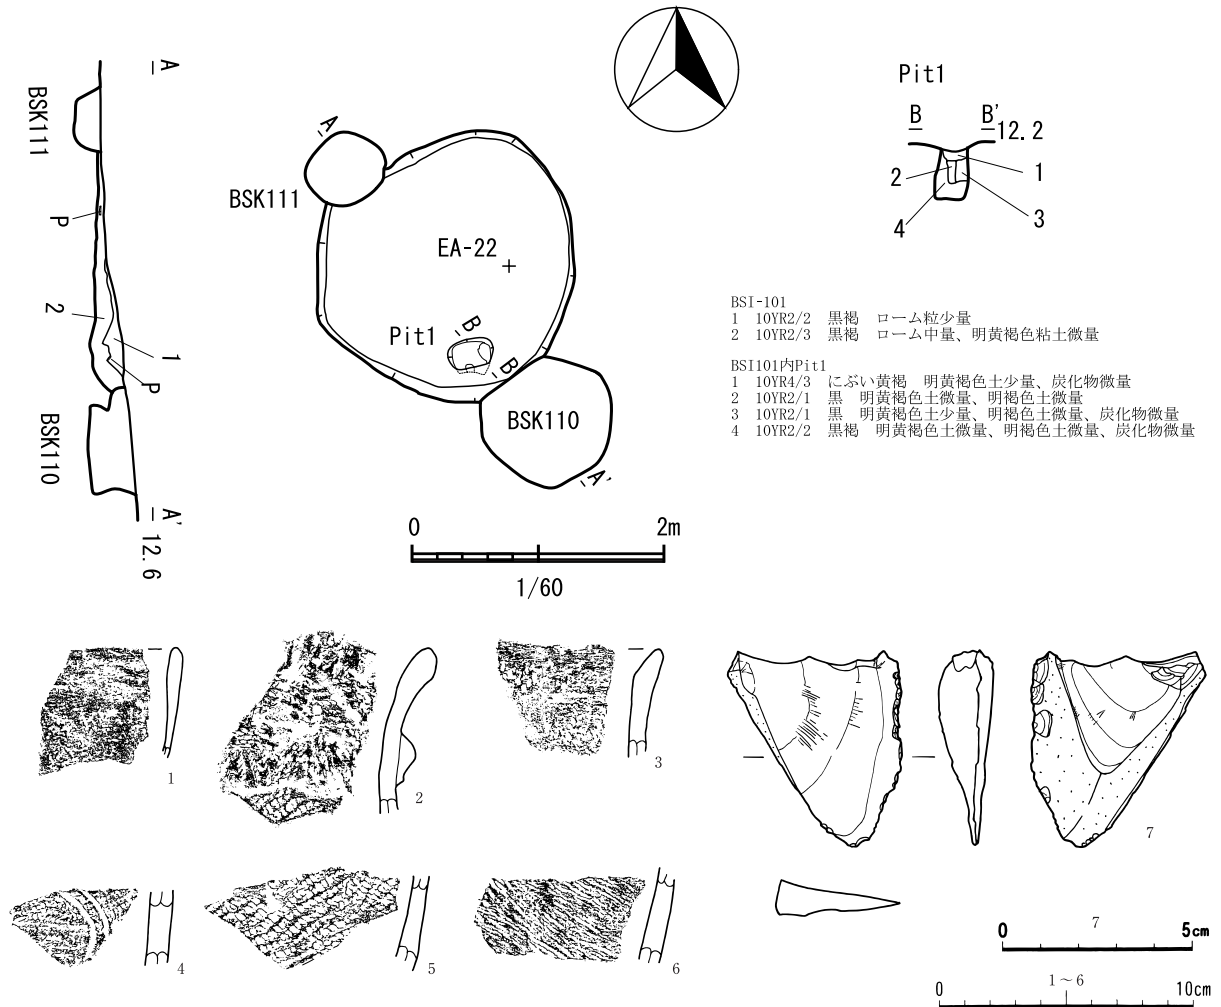 A
BSK111
P
2
1
P
BSK110
A'
12.6
A
BSK111
EA-22
Pit1
B
B'
BSK110
A'
0 2m
1/60
Pit1
B B'
12.2
1
2
3
4
BSI-101
1 10YR2/2 黒褐 ローム粒少量
2 10YR2/3 黒褐 ローム中量、明黄褐色粘土微量
BSI101内Pit1
1 10YR4/3 にぶい黄褐 明黄褐色土少量、炭化物微量
2 10YR2/1 黒 明黄褐色土微量、明褐色土微量
3 10YR2/1 黒 明黄褐色土少量、明褐色土微量、炭化物微量
4 10YR2/2 黒褐 明黄褐色土微量、明褐色土微量、炭化物微量
1
2
3
7
4
5
6
7
0 5cm
1～6
0 10cm